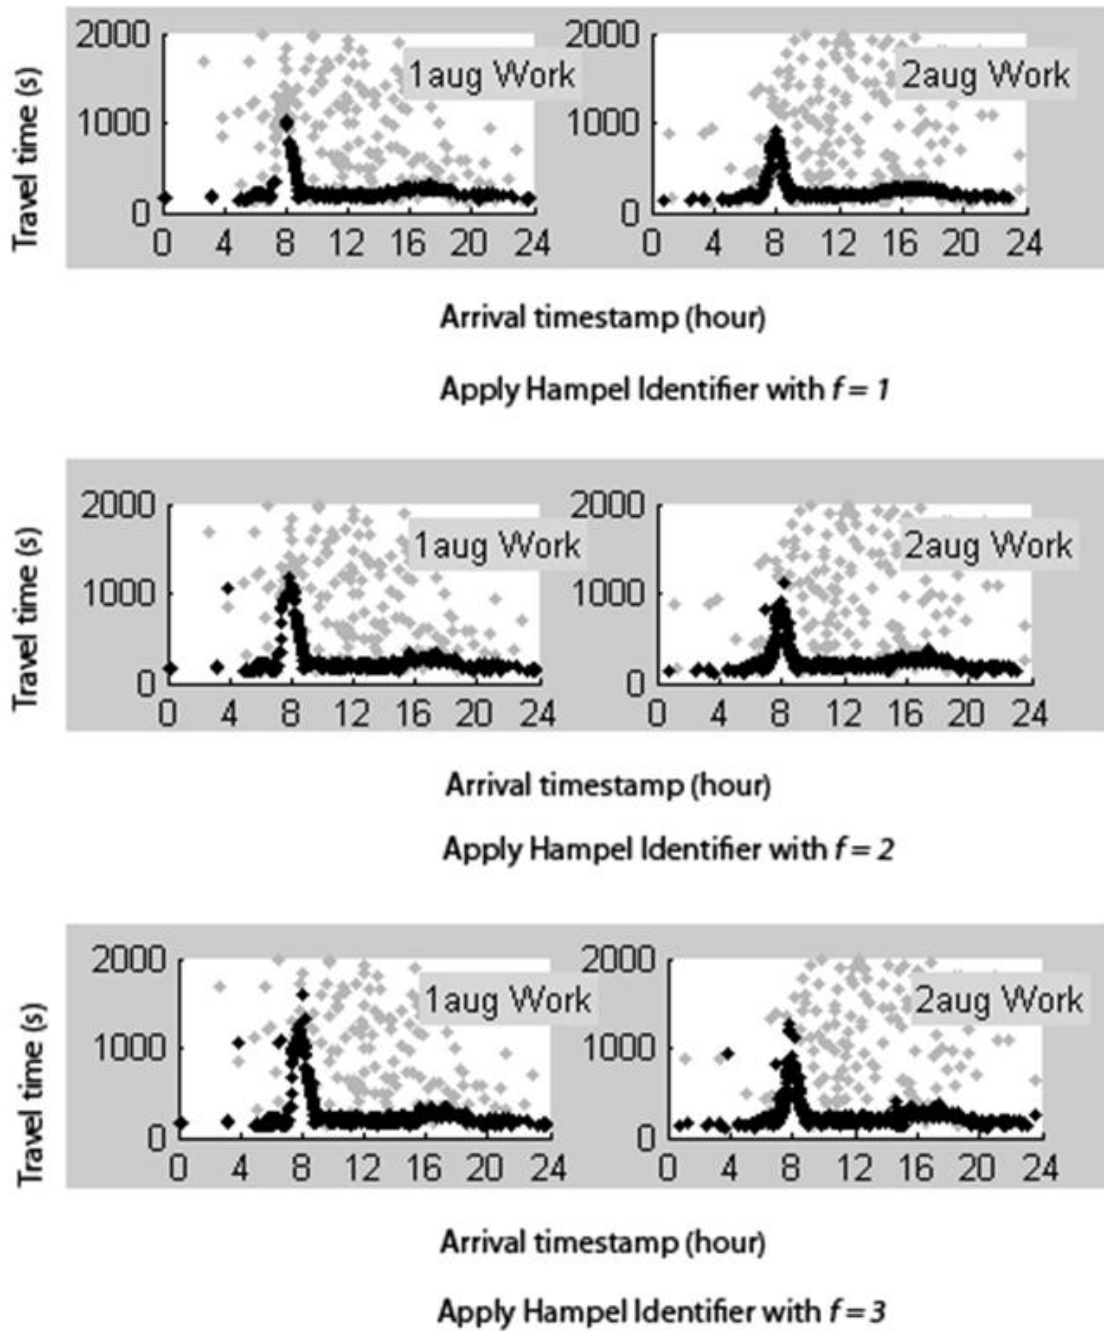 2000
1000
0
Travel time (s)
1aug Work
0 4 8 12 16 20 24
2000
1000
0
2aug Work
0 4 8 12 16 20 24
Arrival timestamp (hour)
Apply Hampel Identifier with f = 1
2000
1000
0
Travel time (s)
1aug Work
0 4 8 12 16 20 24
2000
1000
0
2aug Work
0 4 8 12 16 20 24
Arrival timestamp (hour)
Apply Hampel Identifier with f = 2
2000
1000
0
Travel time (s)
1aug Work
0 4 8 12 16 20 24
2000
1000
0
2aug Work
0 4 8 12 16 20 24
Arrival timestamp (hour)
Apply Hampel Identifier with f = 3